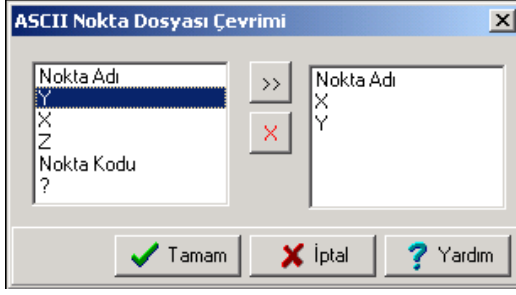 ASCII Nokta Dosyası Çevrimi
Nokta Adı
Y
X
Z
Nokta Kodu
?
>>
X
Nokta Adı
X
Y
Tamam
İptal
Yardım